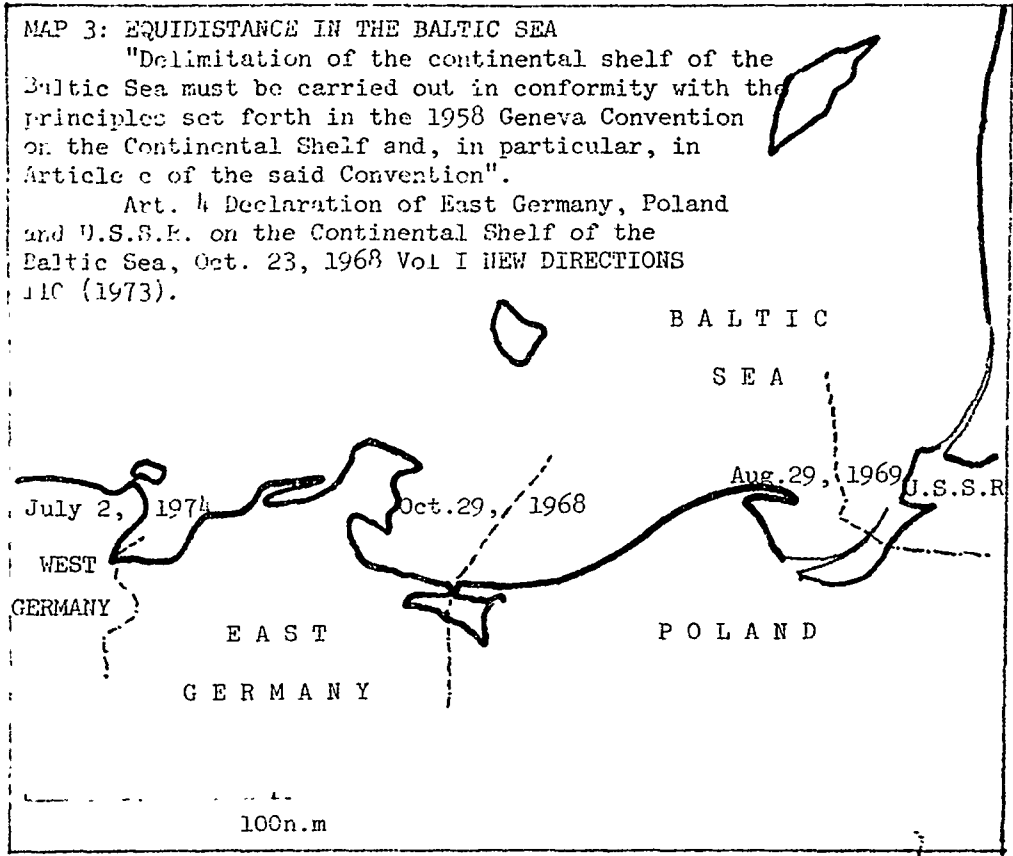 MAP 3: EQUIDISTANCE IN THE BALTIC SEA
"Delimitation of the continental shelf of the
Baltic Sea must be carried out in conformity with the
principles set forth in the 1958 Geneva Convention
on the Continental Shelf and, in particular, in
Article of the said Convention".
Art. 4 Declaration of East Germany, Poland
and U.S.S.R. on the Continental Shelf of the
Baltic Sea, Oct. 23, 1968 Vol I NEW DIRECTIONS
(1973).
BALTIC
SEA
July 2, 1974
Oct.29, 1968
Aug.29, 1969
U.S.S.R
WEST
GERMANY
EAST
GERMANY
POLAND
100n.m